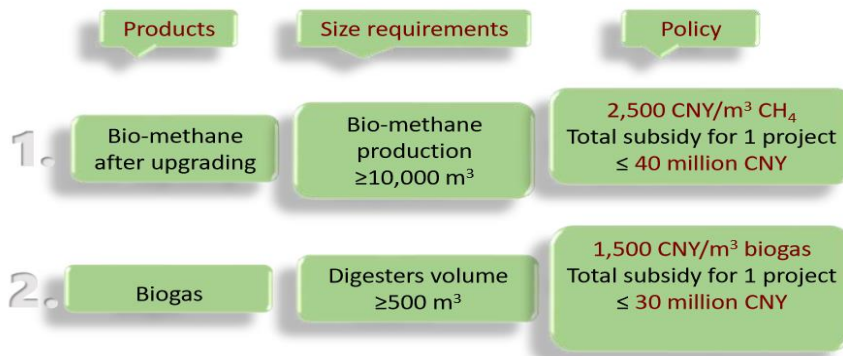 Products
Size requirements
Policy
1.
Bio-methane
after upgrading
Bio-methane
production
≥10,000 m³
2,500 CNY/m³ CH₄
Total subsidy for 1 project
≤ 40 million CNY
2.
Biogas
Digesters volume
≥500 m³
1,500 CNY/m³ biogas
Total subsidy for 1 project
≤ 30 million CNY